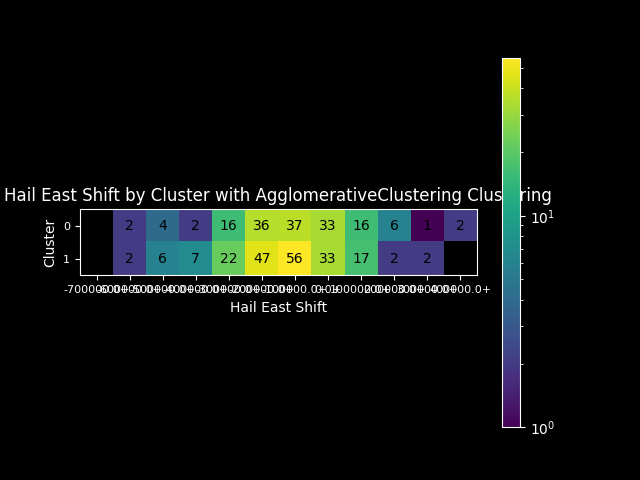 Hail East Shift by Cluster with AgglomerativeClustering Clustering
Cluster
0 2 4 2 16 36 37 33 16 6 1 2
1 2 6 7 22 47 56 33 17 2 2
Hail East Shift
10¹
10⁰